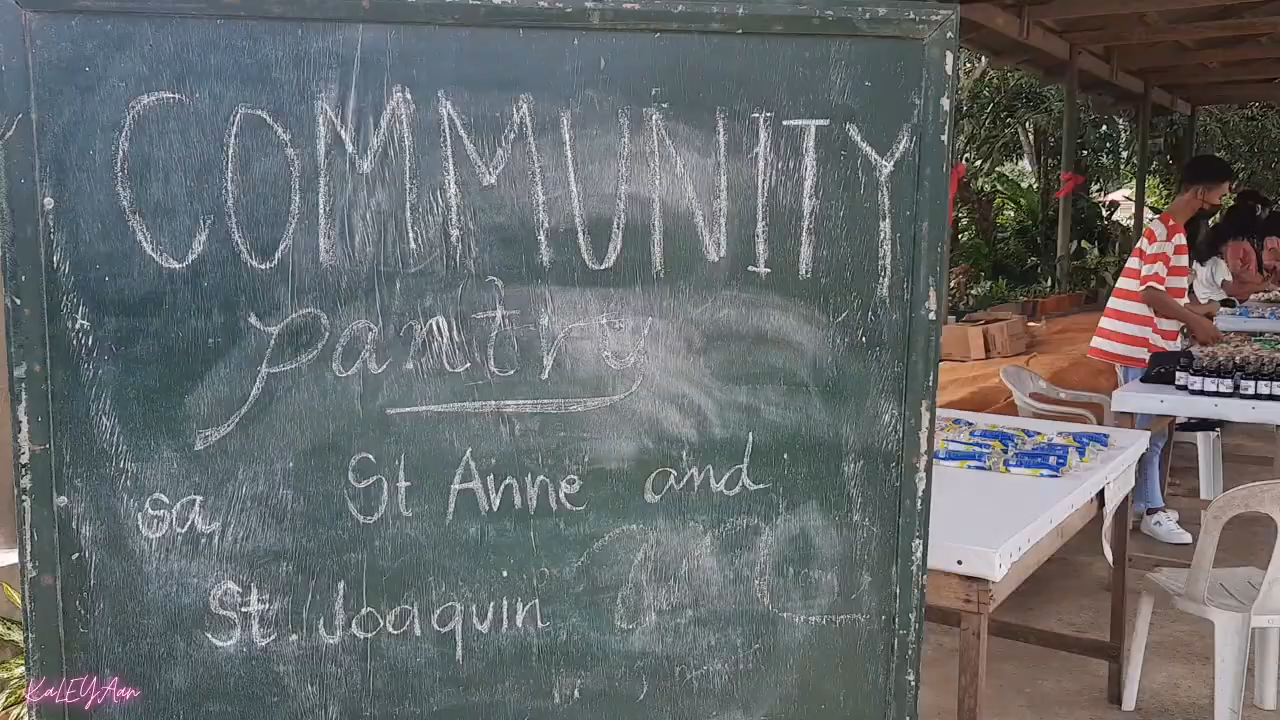 COMMUNITY
pantry
sa St Anne and
St. Joaquin
KaLEYAan